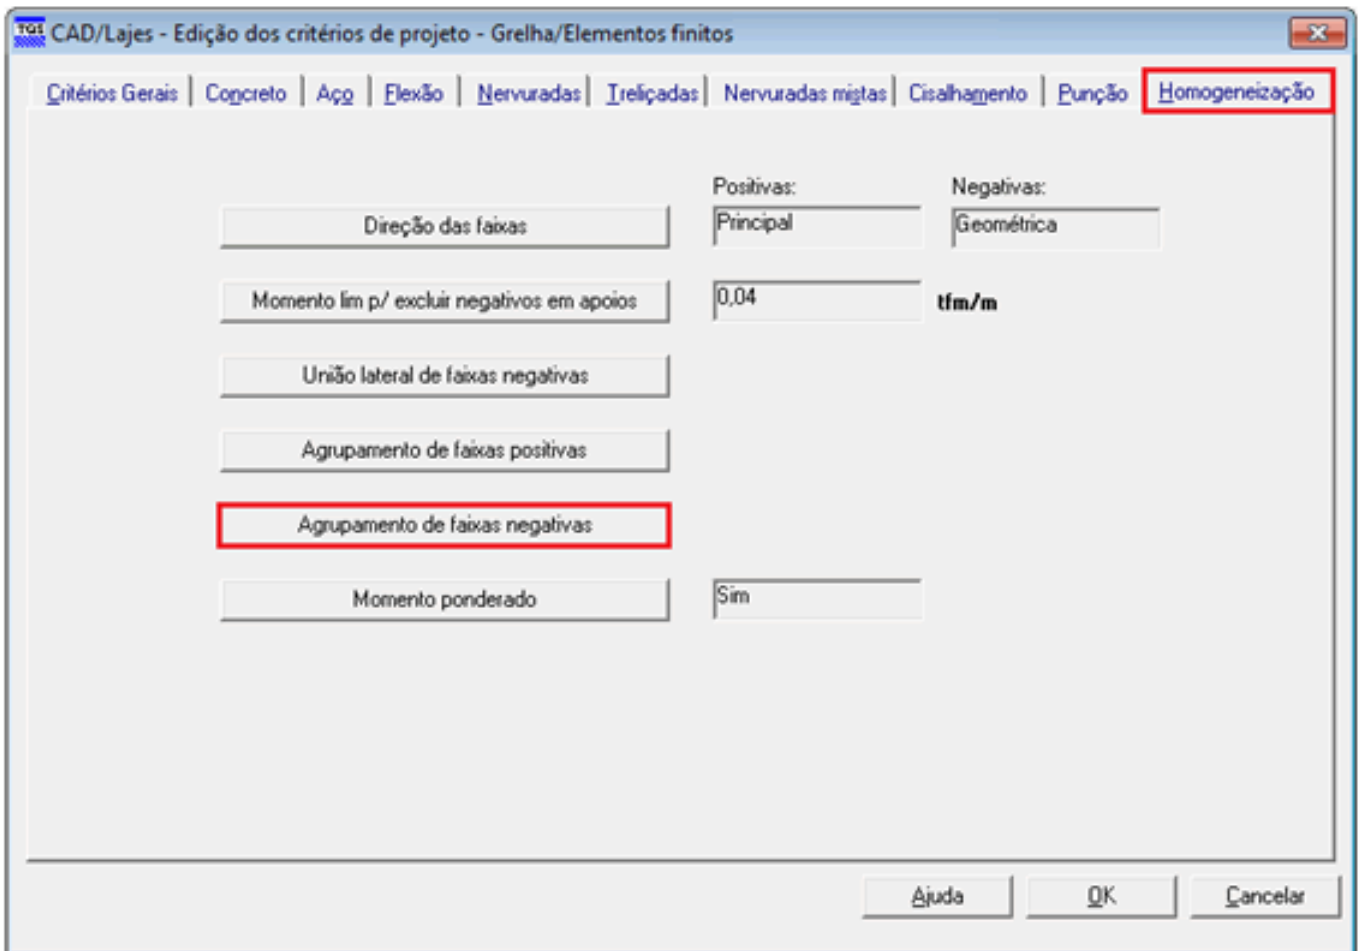 TQS CAD/Lajes - Edição dos critérios de projeto - Grelha/Elementos finitos
Critérios Gerais Concreto Aço Flexão Nervuradas Treliçadas Nervuradas mistas Cisalhamento Punção Homogeneização
Positivas: Negativas:
Direção das faixas Principal Geométrica
Momento lim p/ excluir negativos em apoios 0,04 tfm/m
União lateral de faixas negativas
Agrupamento de faixas positivas
Agrupamento de faixas negativas
Momento ponderado Sim
Ajuda OK Cancelar